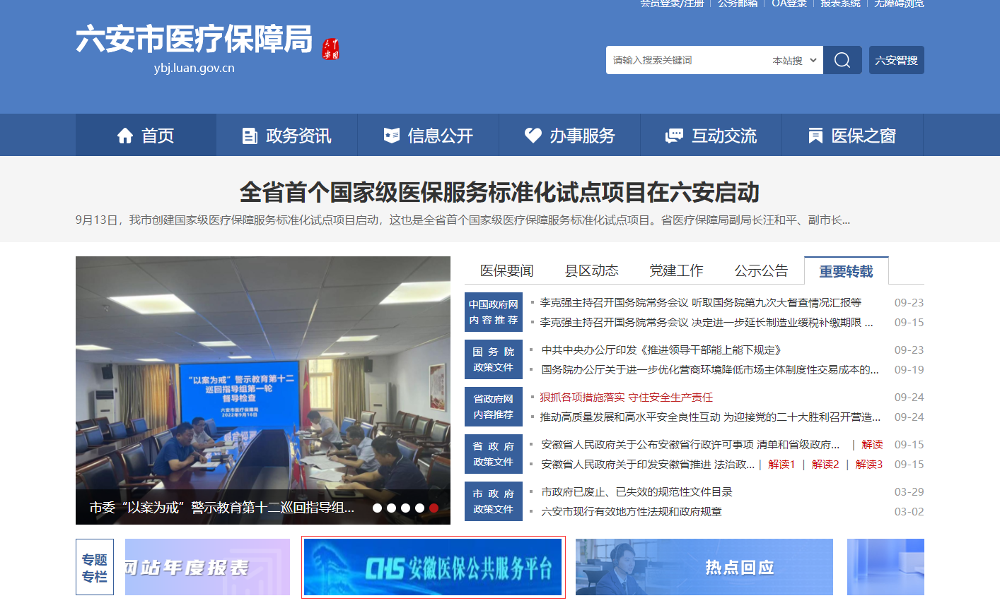 会员登录/注册 | 公务邮箱 | OA登录 | 报表系统 | 无障碍浏览
六安市医疗保障局
中国
六安
ybj.luan.gov.cn
请输入搜索关键词 本站搜 六安智搜
首页 政务资讯 信息公开 办事服务 互动交流 医保之窗
全省首个国家级医保服务标准化试点项目在六安启动
9月13日，我市创建国家级医疗保障服务标准化试点项目启动，这也是全省首个国家级医疗保障服务标准化试点项目。省医疗保障局副局长汪和平、副市长...
“以案为戒”警示教育第十二
巡回指导组第一轮
督导检查
六安市医疗保障局
2022年9月16日
市委“以案为戒”警示教育第十二巡回指导组...
医保要闻 县区动态 党建工作 公示公告 重要转载
中国政府网
内容推荐
李克强主持召开国务院常务会议 听取国务院第九次大督查情况汇报等 09-23
李克强主持召开国务院常务会议 决定进一步延长制造业缓税补缴期限 ... 09-15
国务院
政策文件
中共中央办公厅印发《推进领导干部能上能下规定》 09-23
国务院办公厅关于进一步优化营商环境降低市场主体制度性交易成本的... 09-19
省政府网
内容推荐
狠抓各项措施落实 守住安全生产责任 09-24
推动高质量发展和高水平安全良性互动 为迎接党的二十大胜利召开营造... 09-24
省政府
政策文件
安徽省人民政府关于公布安徽省行政许可事项 清单和省级政府... | 解读 09-15
安徽省人民政府关于印发安徽省推进 法治政... | 解读1 | 解读2 | 解读3 09-15
市政府
政策文件
市政府已废止、已失效的规范性文件目录 03-29
六安市现行有效地方性法规和政府规章 03-02
专题
专栏
网站年度报表
CHS安徽医保公共服务平台
热点回应